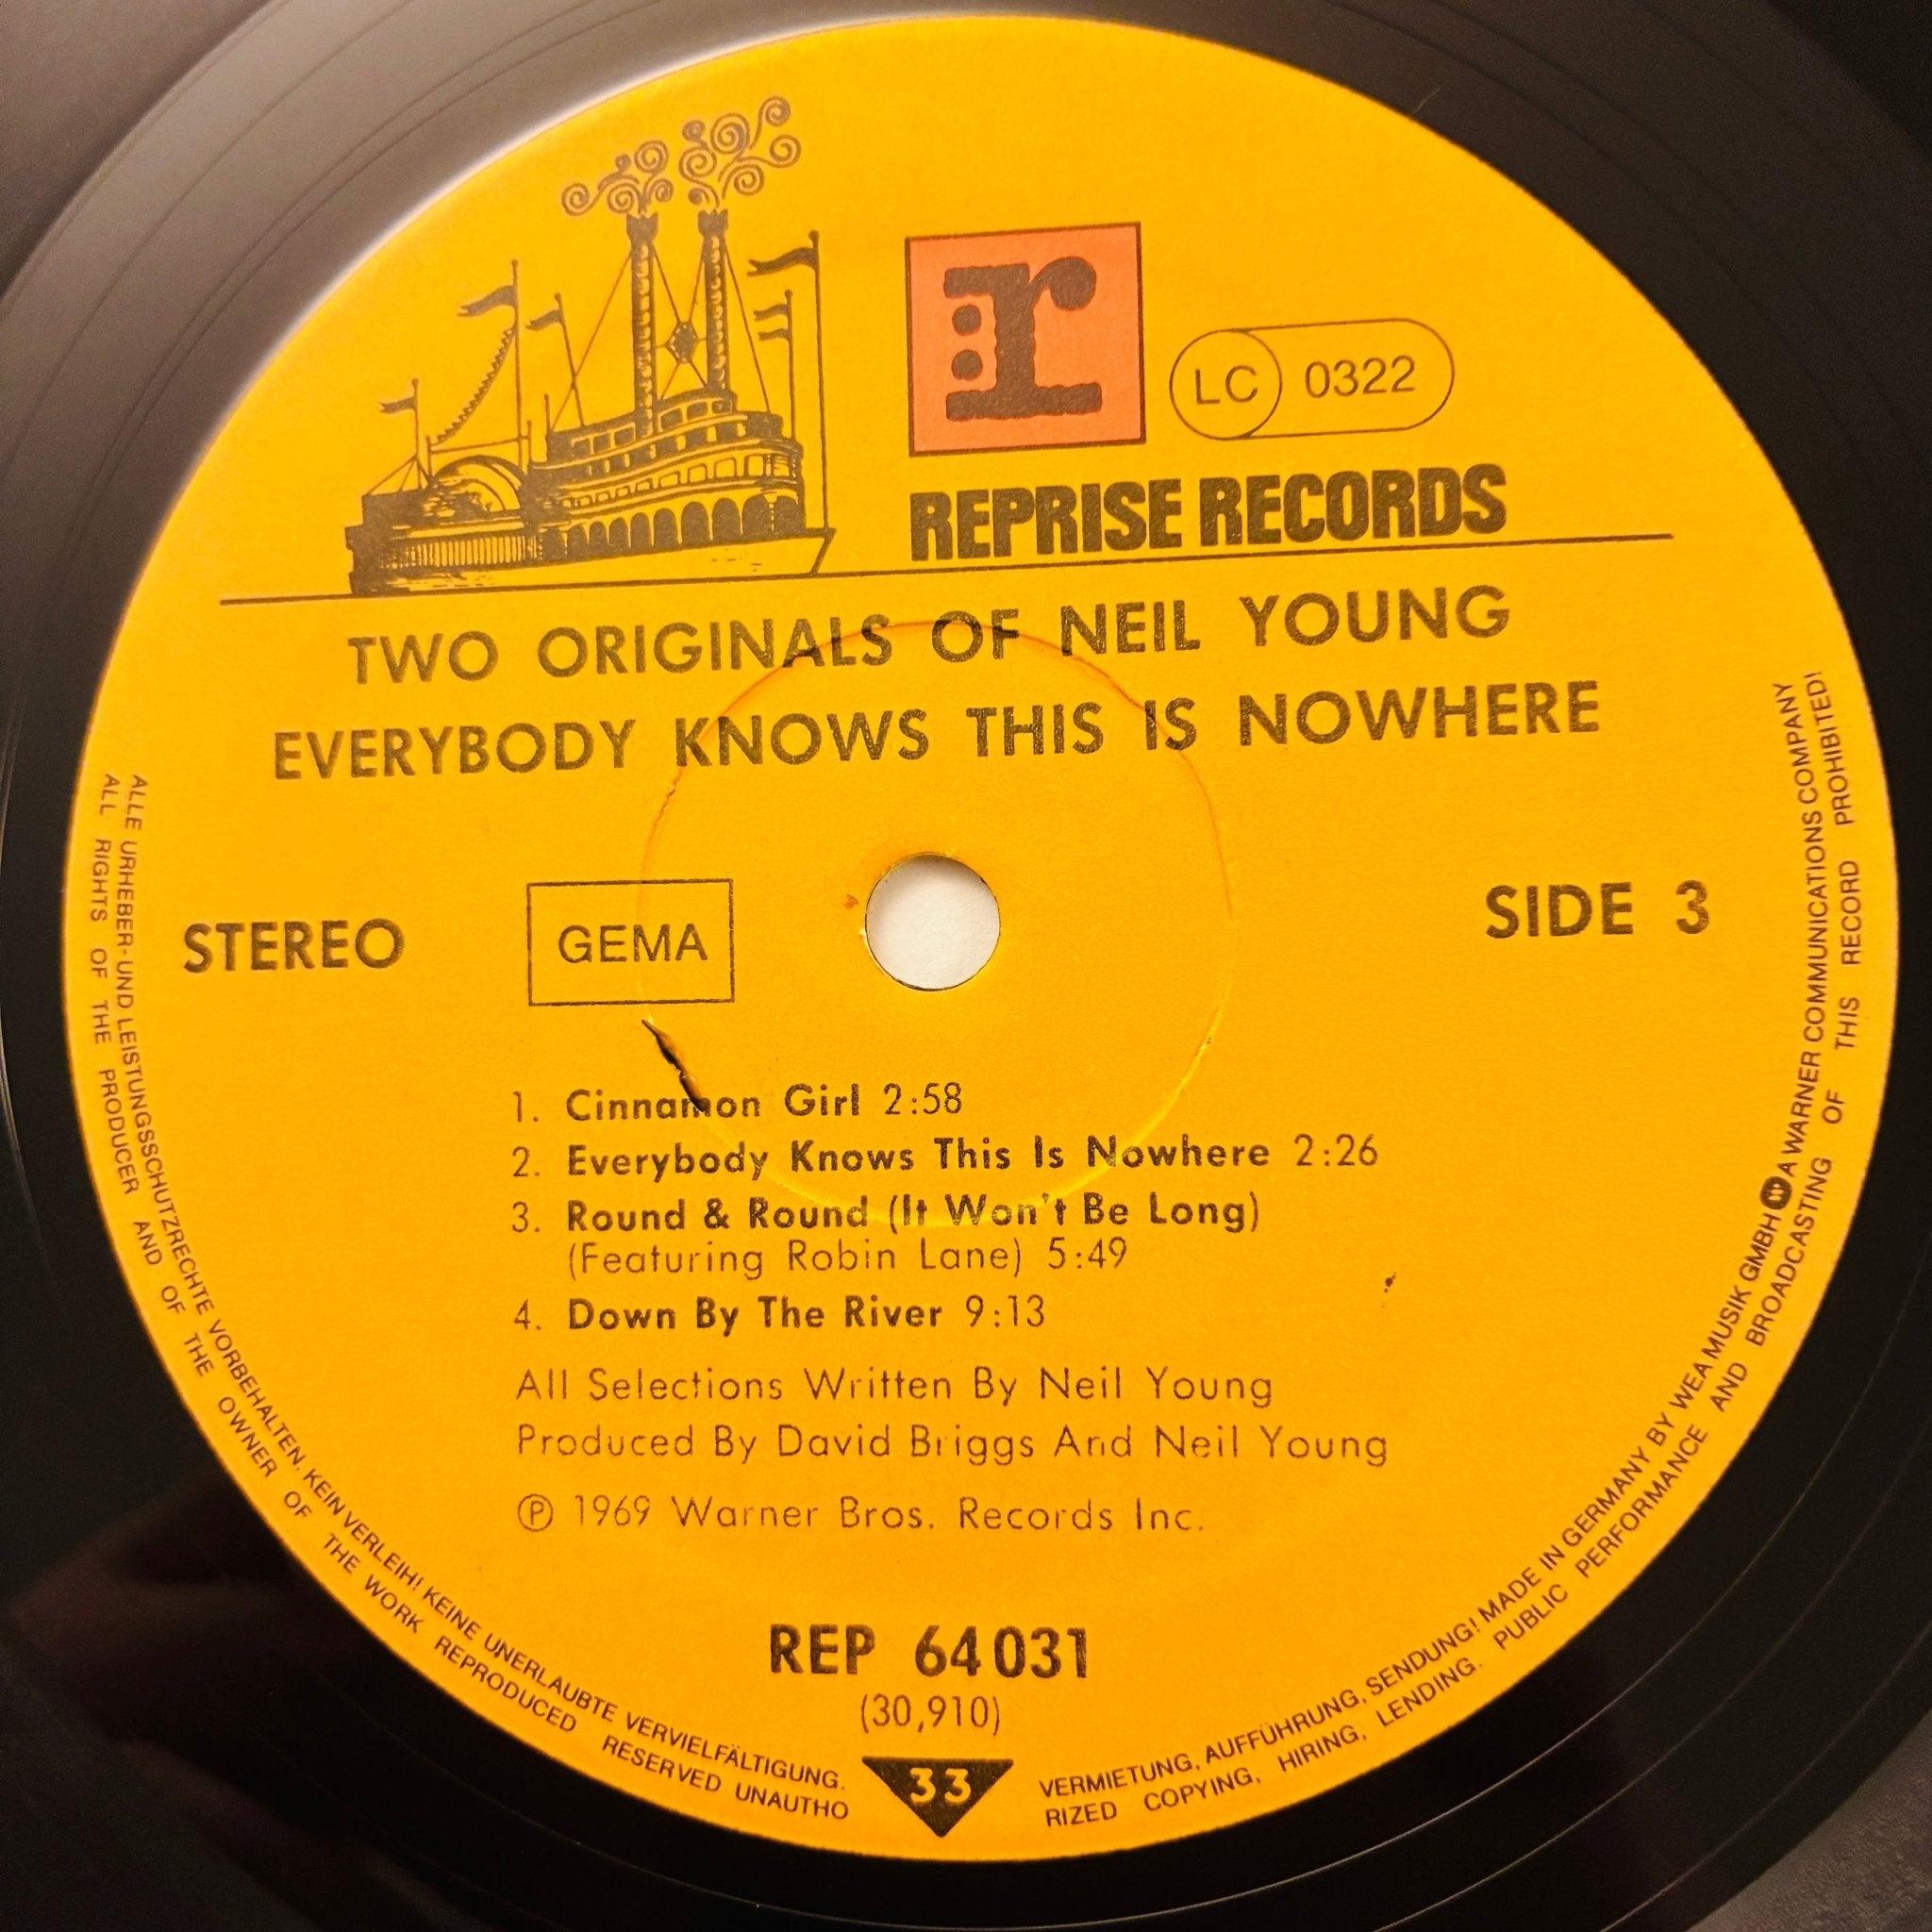 r
LC 0322
REPRISE RECORDS
TWO ORIGINALS OF NEIL YOUNG
EVERYBODY KNOWS THIS IS NOWHERE
STEREO
GEMA
SIDE 3
1. Cinnamon Girl 2:58
2. Everybody Knows This Is Nowhere 2:26
3. Round & Round (It Won't Be Long)
(Featuring Robin Lane) 5:49
4. Down By The River 9:13
All Selections Written By Neil Young
Produced By David Briggs And Neil Young
℗ 1969 Warner Bros. Records Inc.
REP 64 031
(30,910)
33
ALLE URHEBER- UND LEISTUNGSSCHUTZRECHTE VORBEHALTEN. KEIN VERLEIH! KEINE UNERLAUBTE VERVIELFÄLTIGUNG. VERMIETUNG, AUFFÜHRUNG, SENDUNG! MADE IN GERMANY BY WEA MUSIK GMBH A WARNER COMMUNICATIONS COMPANY
ALL RIGHTS OF THE PRODUCER AND OF THE OWNER OF THE WORK REPRODUCED RESERVED UNAUTHORIZED COPYING, HIRING, LENDING. PUBLIC PERFORMANCE AND BROADCASTING OF THIS RECORD PROHIBITED!